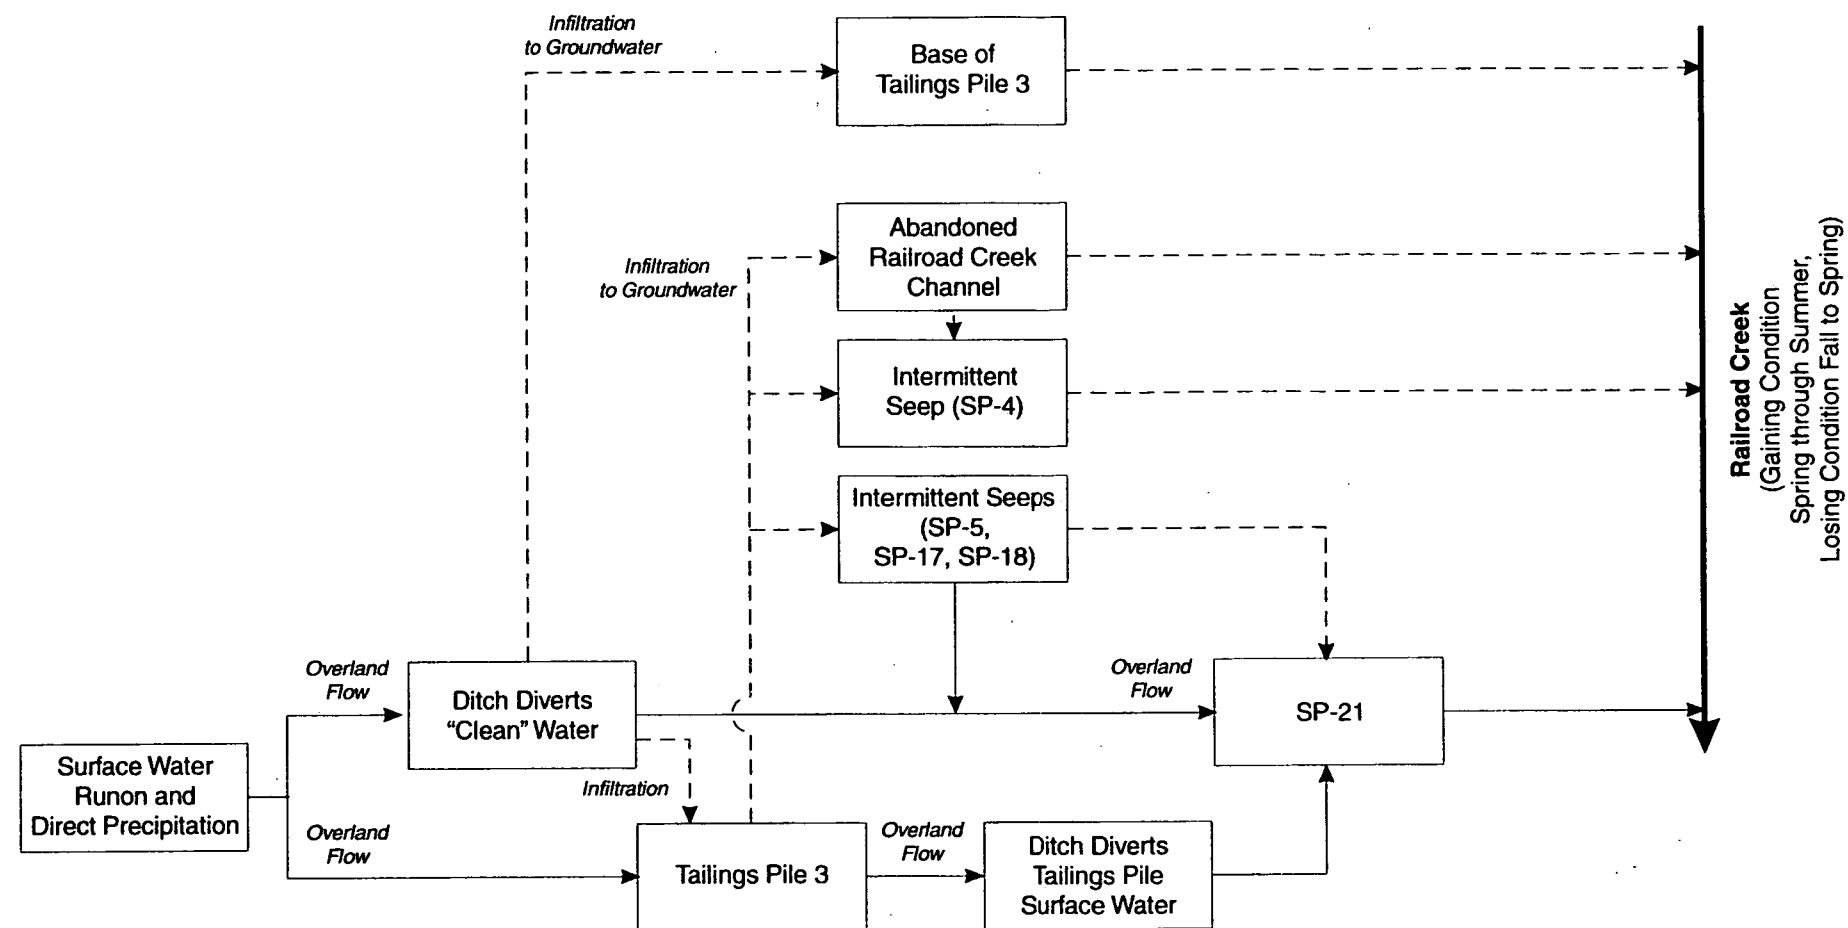 Infiltration
to Groundwater
Base of
Tailings Pile 3
Abandoned
Railroad Creek
Channel
Infiltration
to Groundwater
Intermittent
Seep (SP-4)
Intermittent Seeps
(SP-5,
SP-17, SP-18)
Railroad Creek
(Gaining Condition
Spring through Summer,
Losing Condition Fall to Spring)
Overland
Flow
Ditch Diverts
“Clean” Water
Overland
Flow
SP-21
Surface Water
Runon and
Direct Precipitation
Infiltration
Overland
Flow
Tailings Pile 3
Overland
Flow
Ditch Diverts
Tailings Pile
Surface Water